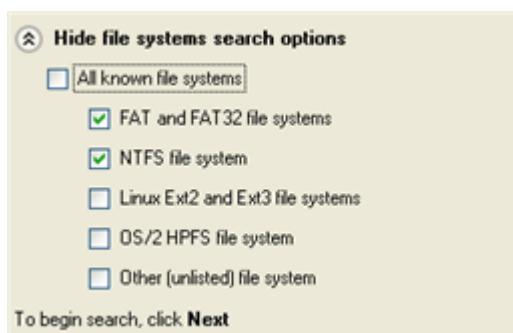 Hide file systems search options
All known file systems
FAT and FAT32 file systems
NTFS file system
Linux Ext2 and Ext3 file systems
OS/2 HPFS file system
Other (unlisted) file system
To begin search, click Next